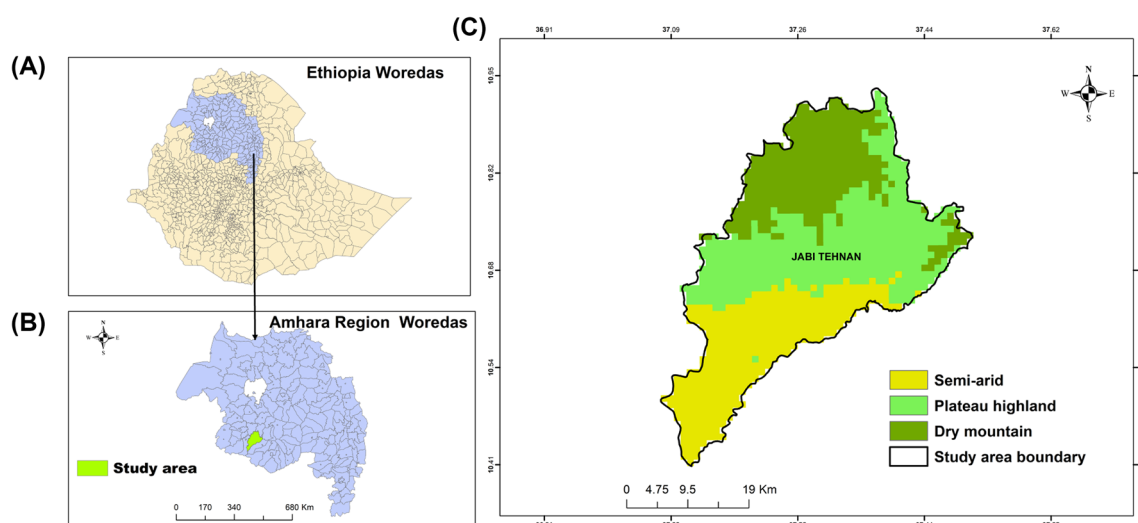 (A)
Ethiopia Woredas
(B)
Amhara Region Woredas
N
W E
S
Study area
0 170 340 680 Km
(C)
36.91 37.09 37.26 37.44 37.62
10.95
10.82
10.68
10.54
10.41
N
W E
S
JABI TEHNAN
Semi-arid
Plateau highland
Dry mountain
Study area boundary
0 4.75 9.5 19 Km